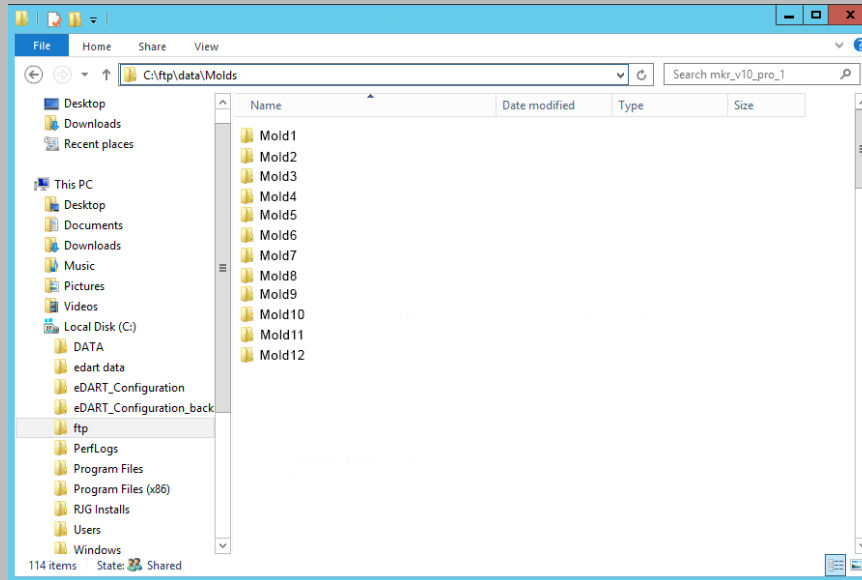 File Home Share View
C:\ftp\data\Molds Search mkr_v10_pro_1
Name Date modified Type Size
Desktop
Downloads
Recent places
This PC
Desktop
Documents
Downloads
Music
Pictures
Videos
Local Disk (C:)
DATA
edart data
eDART_Configuration
eDART_Configuration_back
ftp
PerfLogs
Program Files
Program Files (x86)
RJG Installs
Users
Windows
Mold1
Mold2
Mold3
Mold4
Mold5
Mold6
Mold7
Mold8
Mold9
Mold10
Mold11
Mold12
114 items State: Shared